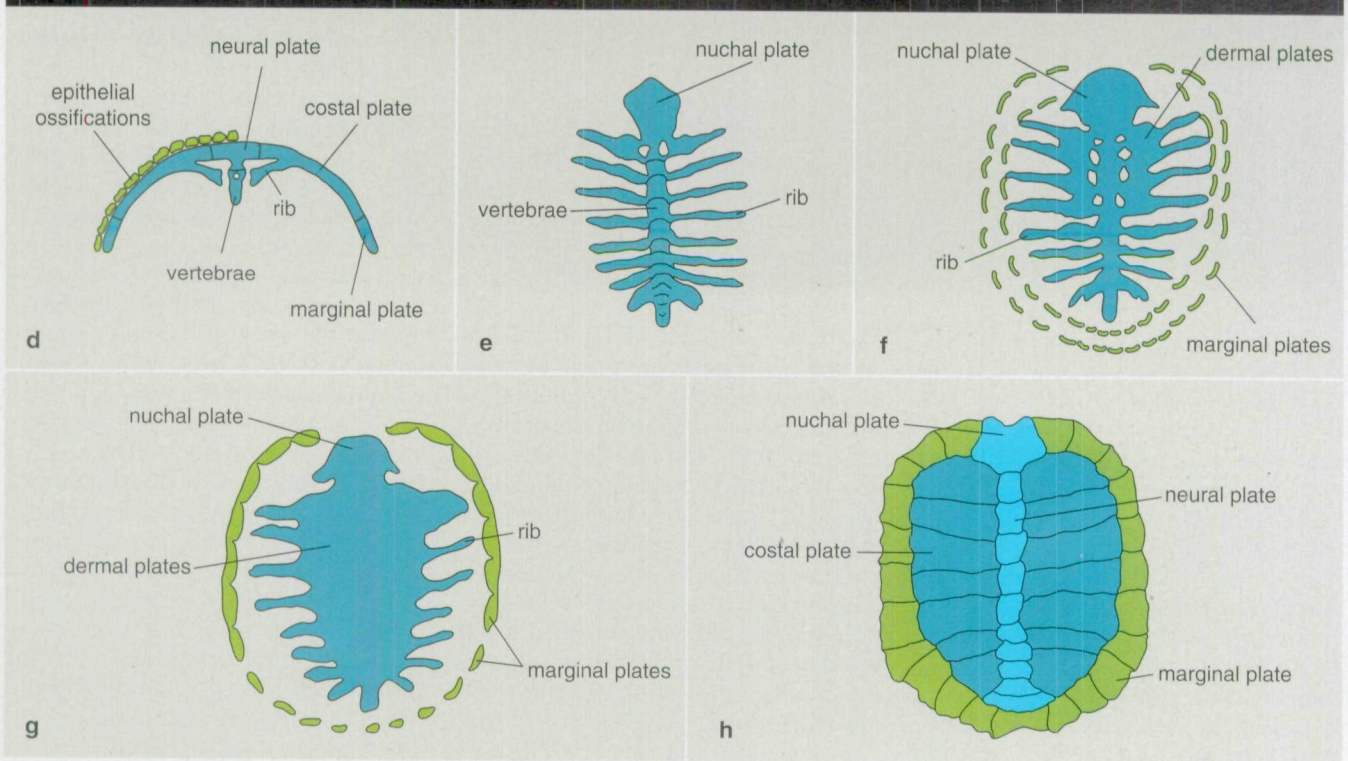 neural plate
epithelial
ossifications
costal plate
rib
vertebrae
marginal plate
d
nuchal plate
vertebrae
rib
e
nuchal plate
dermal plates
rib
marginal plates
f
nuchal plate
rib
dermal plates
marginal plates
g
nuchal plate
neural plate
costal plate
marginal plate
h